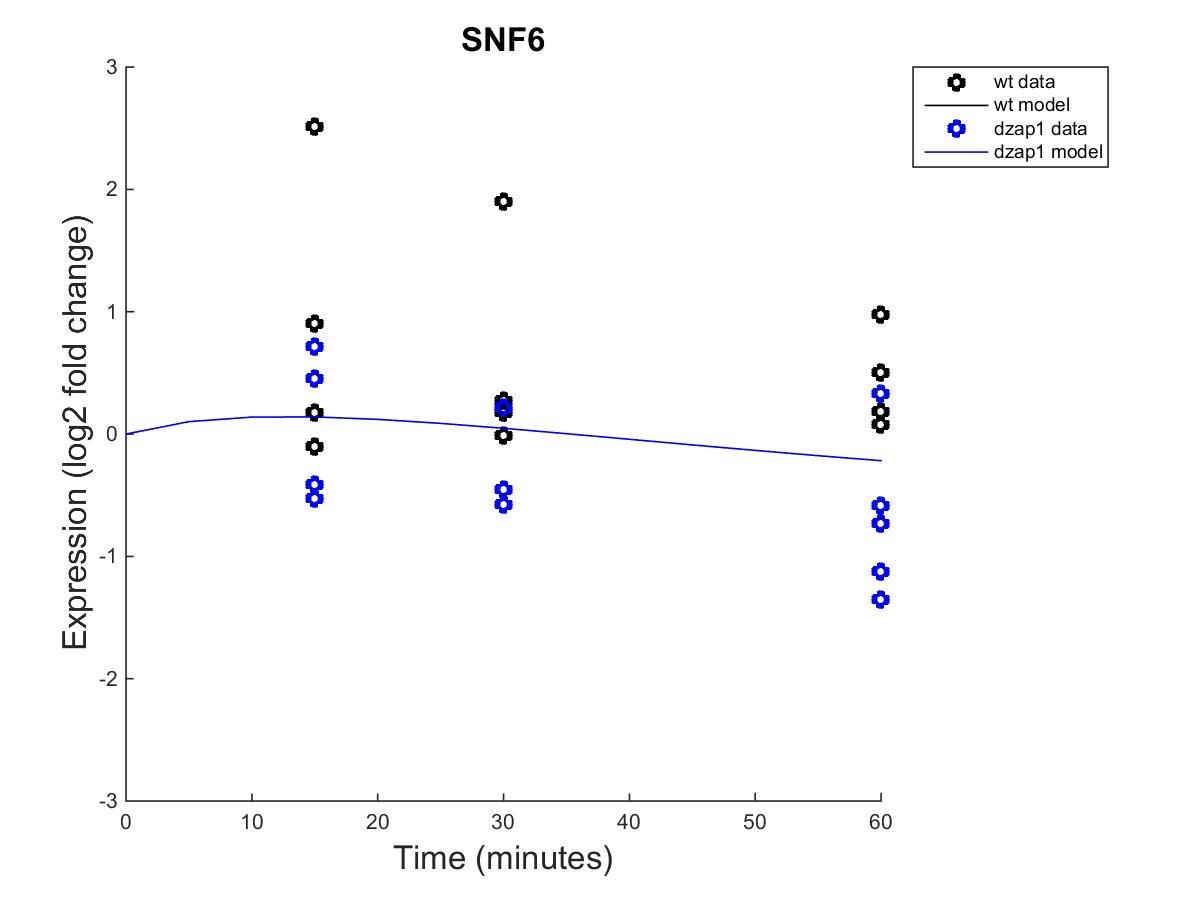 SNF6
wt data
wt model
dzap1 data
dzap1 model
3
2
1
0
-1
-2
-3
Expression (log2 fold change)
0 10 20 30 40 50 60
Time (minutes)